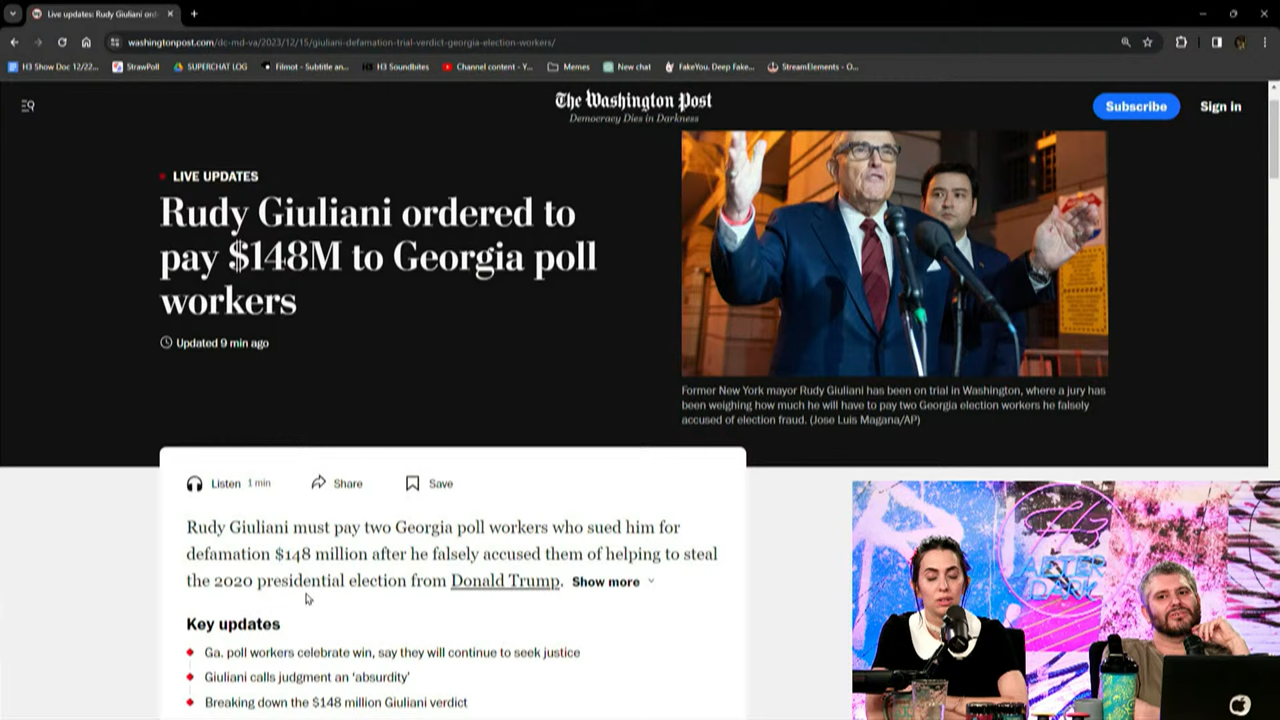 Live updates: Rudy Giuliani ord
washingtonpost.com/dc-md-va/2023/12/15/giuliani-defamation-trial-verdict-georgia-election-workers/
H3 Show Doc 12/22... StrawPoll SUPERCHAT LOG Filmot - Subtitle an... H3 Soundbites Channel content - Y... Memes New chat FakeYou. Deep Fake... StreamElements - O...
The Washington Post
Democracy Dies in Darkness
Subscribe Sign in
LIVE UPDATES
Rudy Giuliani ordered to
pay $148M to Georgia poll
workers
Updated 9 min ago
Former New York mayor Rudy Giuliani has been on trial in Washington, where a jury has
been weighing how much he will have to pay two Georgia election workers he falsely
accused of election fraud. (Jose Luis Magana/AP)
Listen 1 min Share Save
Rudy Giuliani must pay two Georgia poll workers who sued him for
defamation $148 million after he falsely accused them of helping to steal
the 2020 presidential election from Donald Trump. Show more
Key updates
Ga. poll workers celebrate win, say they will continue to seek justice
Giuliani calls judgment an 'absurdity'
Breaking down the $148 million Giuliani verdict
H3
AFTER
DARK